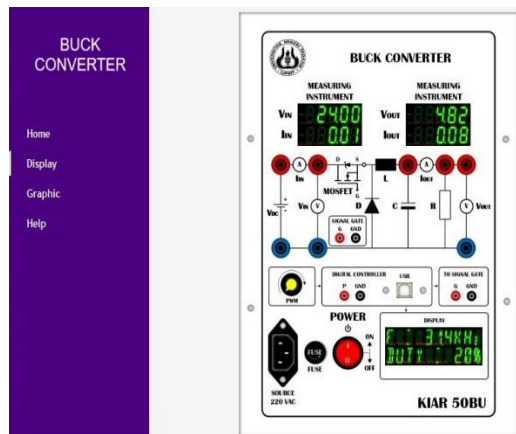 BUCK
CONVERTER
Home
Display
Graphic
Help
BUCK CONVERTER
MEASURING
INSTRUMENT
MEASURING
INSTRUMENT
VIN 24.00
IIN 0.01
VOUT 4.82
IOUT 0.08
A
IIN
D S
G
MOSFET
L
A
IOUT
VDC
VIN
V
D
C
R
V
VOUT
SIGNAL GATE
G GND
PWM
DIGITAL CONTROLLER
P GND
USB
TO SIGNAL GATE
G GND
POWER
ON
OFF
I
O
FUSE
FUSE
SOURCE
220 VAC
DISPLAY
F : 31.4KHz
DUTY : 20%
KIAR 50BU